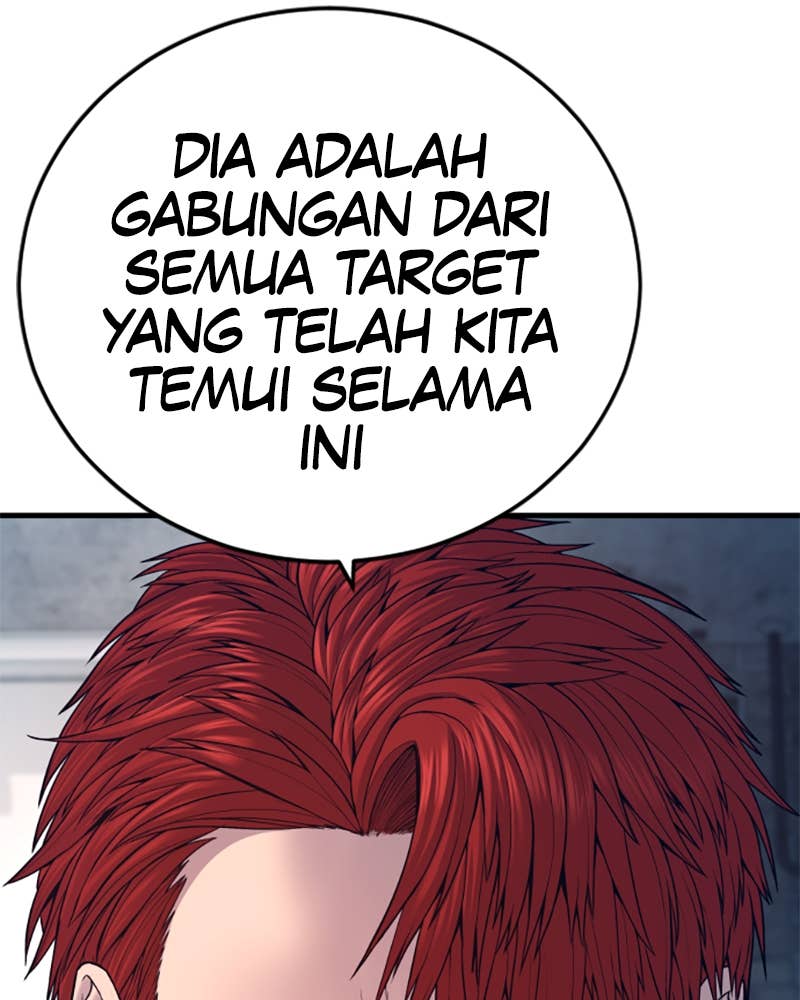 DIA ADALAH
GABUNGAN DARI
SEMUA TARGET
YANG TELAH KITA
TEMUI SELAMA
INI